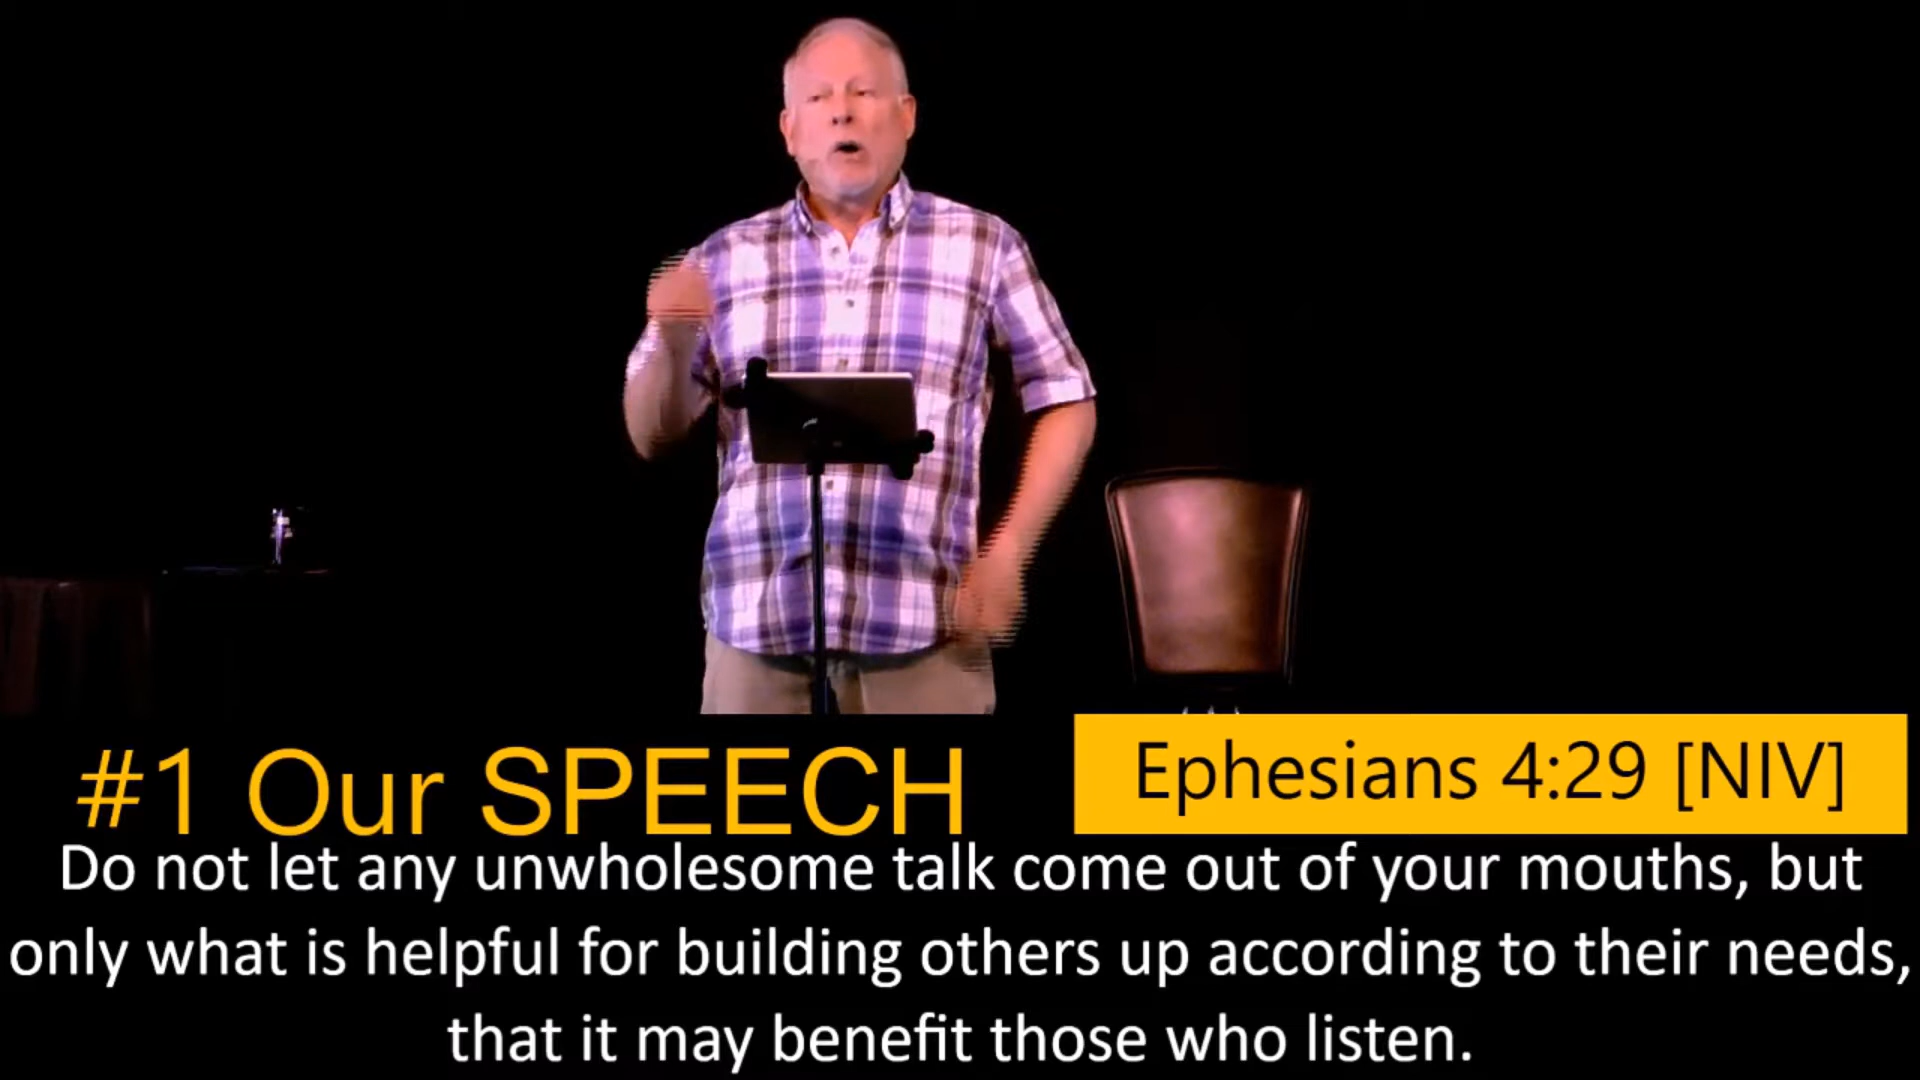 #1 Our SPEECH
Ephesians 4:29 [NIV]
Do not let any unwholesome talk come out of your mouths, but
only what is helpful for building others up according to their needs,
that it may benefit those who listen.